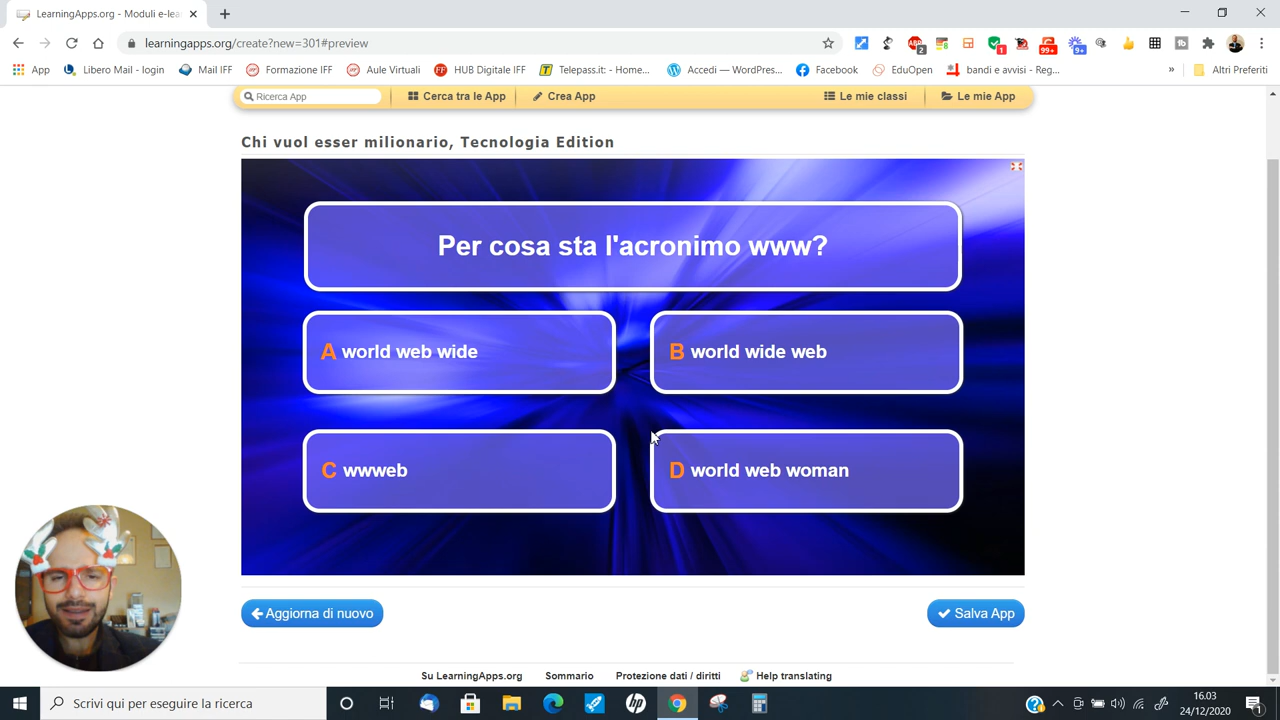 LearningApps.org - Moduli e-lea
learningapps.org/create?new=301#preview
App Libero Mail - login Mail IFF Formazione IFF Aule Virtuali HUB Digitale IFF Telepass.it: - Home... Accedi — WordPres... Facebook EduOpen bandi e avvisi - Reg... » Altri Preferiti
Ricerca App Cerca tra le App Crea App Le mie classi Le mie App
Chi vuol esser milionario, Tecnologia Edition
Per cosa sta l'acronimo www?
A world web wide
B world wide web
C wwweb
D world web woman
Aggiorna di nuovo Salva App
Su LearningApps.org Sommario Protezione dati / diritti Help translating
Scrivi qui per eseguire la ricerca
16.03
24/12/2020